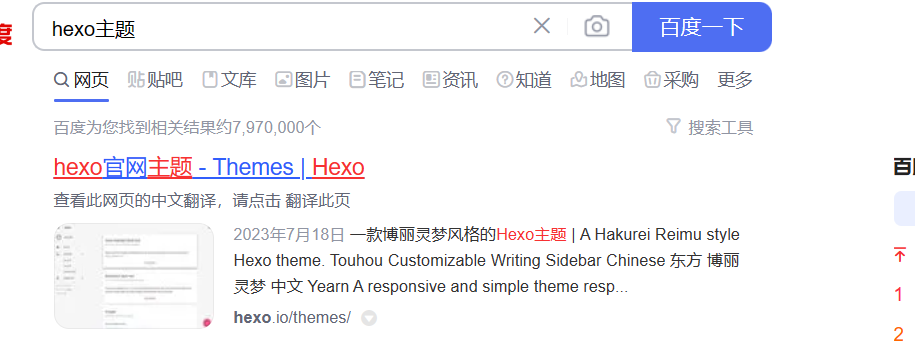 度
hexo主题
百度一下
网页 贴吧 文库 图片 笔记 资讯 知道 地图 采购 更多
百度为您找到相关结果约7,970,000个
搜索工具
hexo官网主题 - Themes | Hexo
查看此网页的中文翻译，请点击 翻译此页
2023年7月18日 一款博丽灵梦风格的Hexo主题 | A Hakurei Reimu style
Hexo theme. Touhou Customizable Writing Sidebar Chinese 东方 博丽
灵梦 中文 Yearn A responsive and simple theme resp...
hexo.io/themes/
1
2